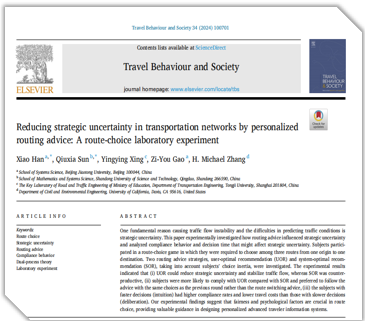 Travel Behaviour and Society 34 (2024) 100703
Contents lists available at ScienceDirect
Travel Behaviour and Society
journal homepage: www.elsevier.com/locate/tbs
ELSEVIER
TRAVEL
BEHAVIOUR
& SOCIETY
Reducing strategic uncertainty in transportation networks by personalized
routing advice: A route-choice laboratory experiment
Xiao Han a,*, Qiuxia Sun b,*, Yingying Xing c, Zi-You Gao a, H. Michael Zhang d
a School of Systems Science, Beijing Jiaotong University, Beijing 100044, China
b School of Mathematics and Systems Science, Shandong University of Science and Technology, Qingdao, Shandong 266590, China
c The Key Laboratory of Road and Traffic Engineering of Ministry of Education, Department of Transportation Engineering, Tongji University, Shanghai 201804, China
d Department of Civil and Environmental Engineering, University of California, Davis, CA 95616, United States
ARTICLE INFO
Keywords:
Route choice
Strategic uncertainty
Routing advice
Compliance behavior
Dual-process theory
Laboratory experiment
ABSTRACT
One fundamental reason causing traffic flow instability and the difficulties in predicting traffic conditions is
strategic uncertainty. This paper experimentally investigated how routing advice influenced strategic uncertainty
and analyzed compliance behavior and decision time that might affect strategic uncertainty. Subjects partici-
pated in a route-choice game in which they were required to choose among three routes from one origin to one
destination. Two routing advice strategies, user-optimal recommendation (UOR) and system-optimal recom-
mendation (SOR), taking into account subjects' choice inertia, were investigated. The experimental results
indicated that (i) UOR could reduce strategic uncertainty and stabilize traffic flow, whereas SOR was counter-
productive, (ii) subjects were more likely to comply with UOR compared with SOR and preferred to follow the
advice with the same choices as the previous round rather than the route switching advice, (iii) the subjects with
faster decisions (intuition) had higher compliance rates and lower travel costs than those with slower decisions
(deliberation). Our experimental findings suggest that heuristics and psychological factors are crucial in route
choice, providing valuable guidance in designing personalized advanced traveler information systems.